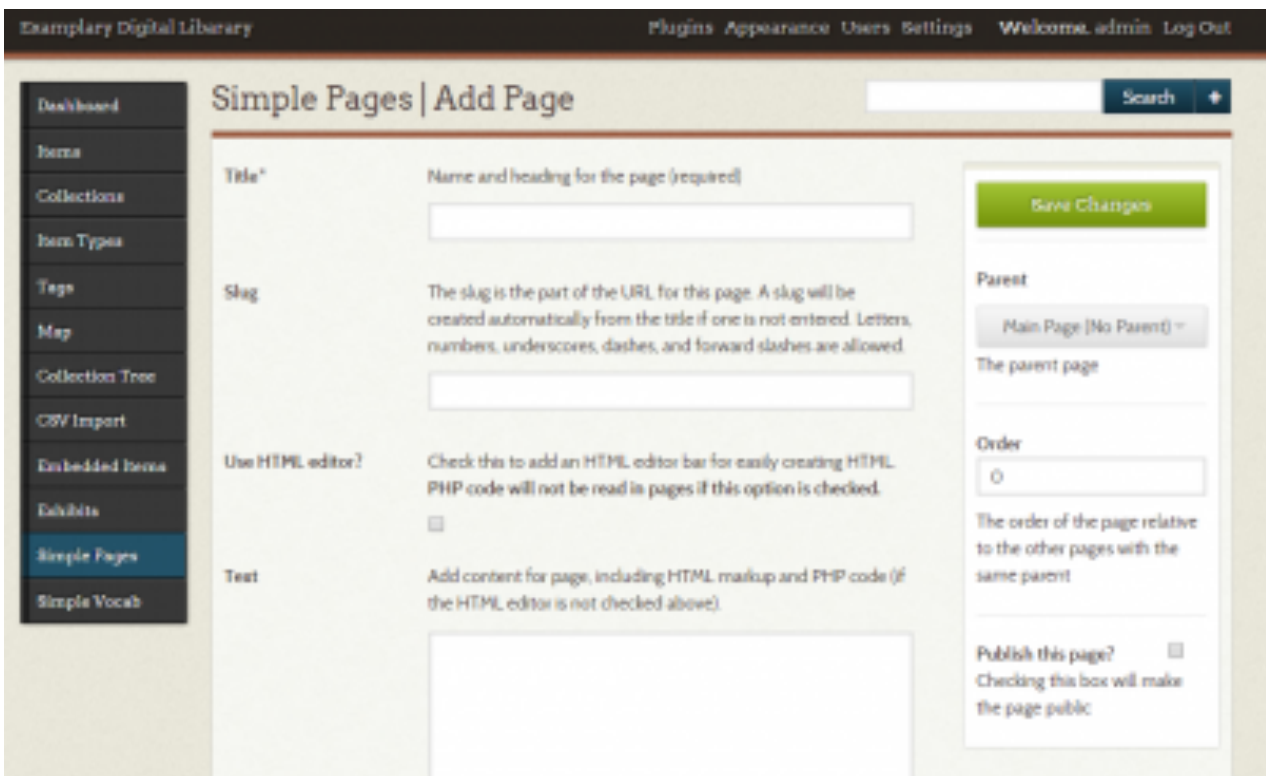 Examplary Digital Libarary
Plugins Appearance Users Settings Welcome, admin Log Out
Dashboard
Items
Collections
Item Types
Tags
Map
Collection Tree
CSV Import
Embedded Items
Exhibits
Simple Pages
Simple Vocab
Simple Pages | Add Page
Search +
Title*
Name and heading for the page (required)
Slug
The slug is the part of the URL for this page. A slug will be
created automatically from the title if one is not entered. Letters,
numbers, underscores, dashes, and forward slashes are allowed.
Use HTML editor?
Check this to add an HTML editor bar for easily creating HTML.
PHP code will not be read in pages if this option is checked.
Text
Add content for page, including HTML markup and PHP code (if
the HTML editor is not checked above).
Save Changes
Parent
Main Page (No Parent)
The parent page
Order
0
The order of the page relative
to the other pages with the
same parent
Publish this page?
Checking this box will make
the page public